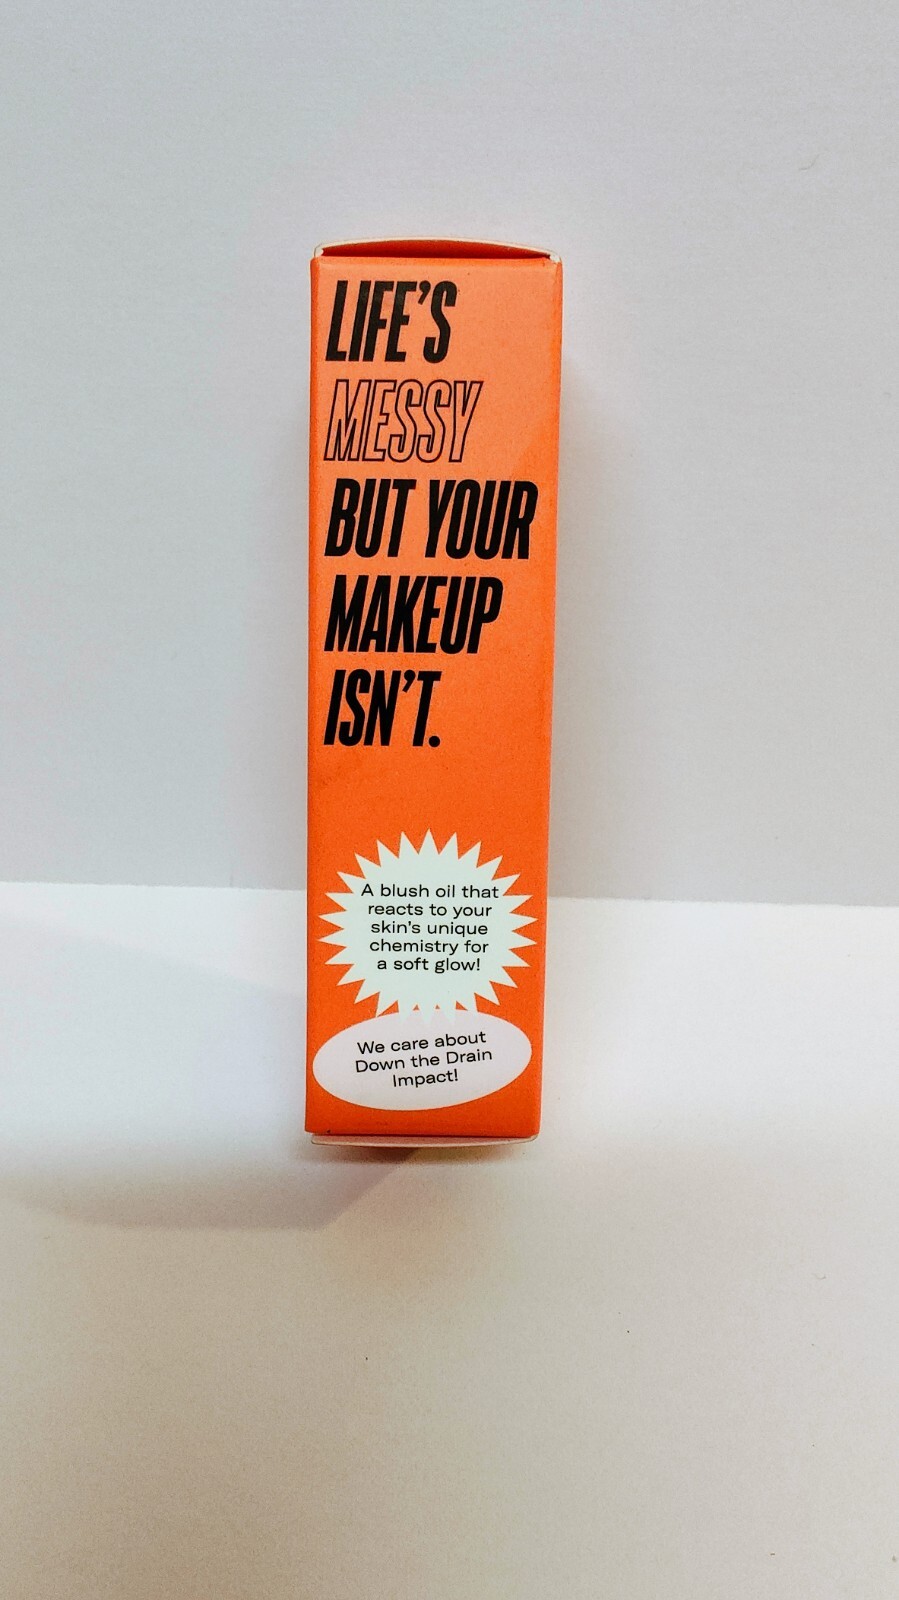 LIFE'S
MESSY
BUT YOUR
MAKEUP
ISN'T.
A blush oil that
reacts to your
skin's unique
chemistry for
a soft glow!
We care about
Down the Drain
Impact!